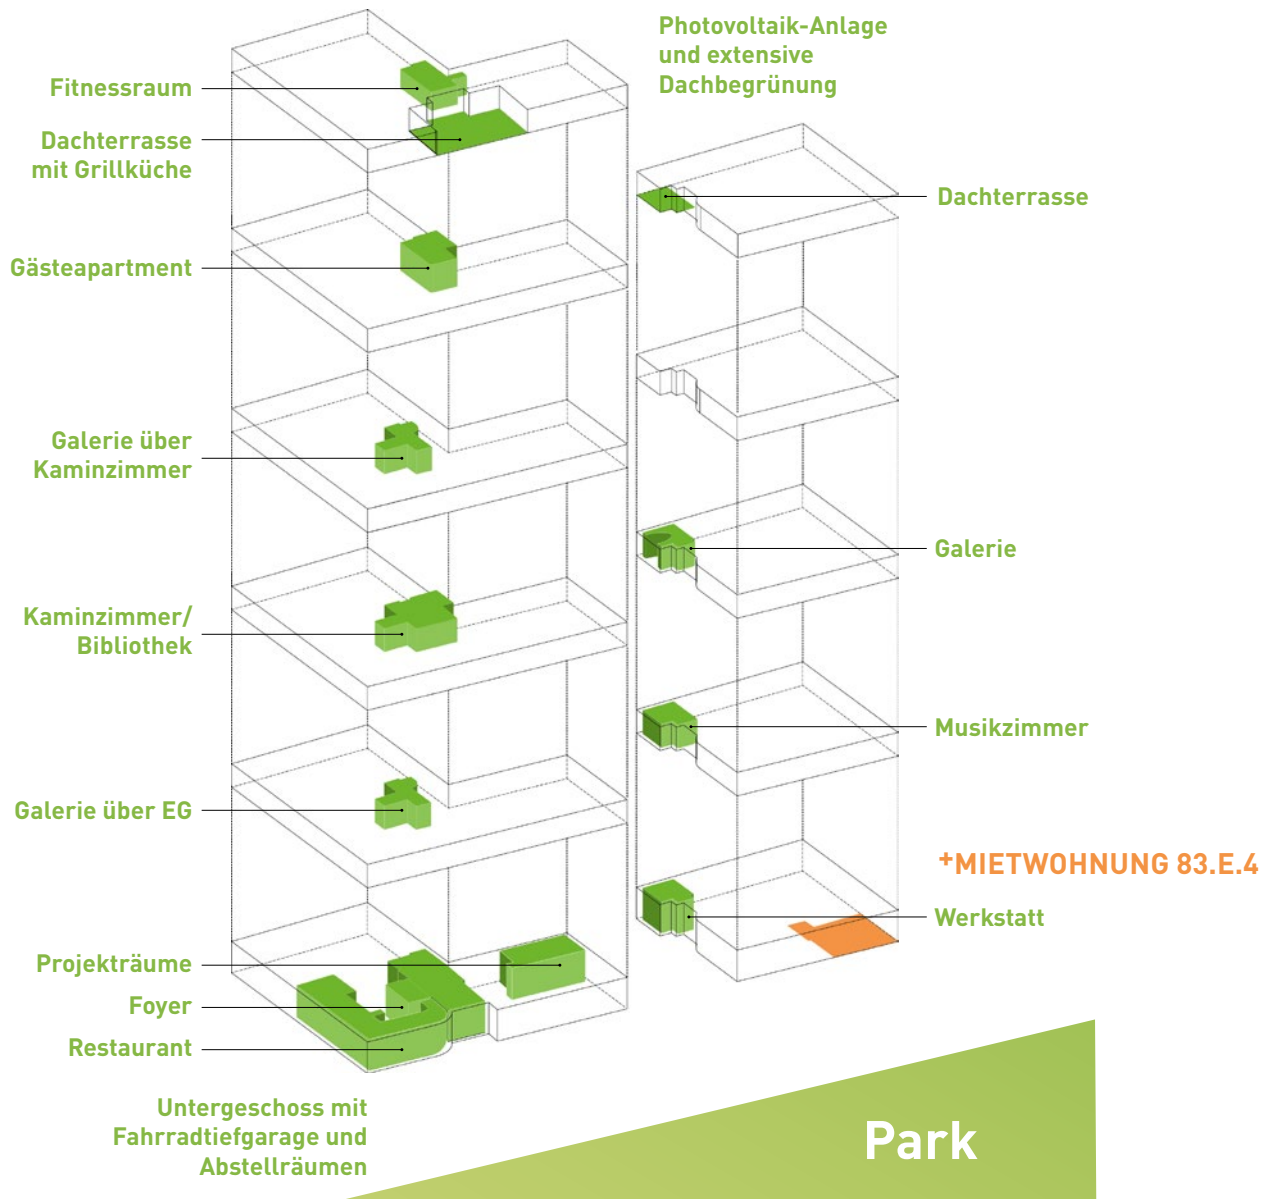 Photovoltaik-Anlage
und extensive
Dachbegrünung
Fitnessraum
Dachterrasse
mit Grillküche
Gästeapartment
Galerie über
Kaminzimmer
Kaminzimmer/
Bibliothek
Galerie über EG
Projekträume
Foyer
Restaurant
Untergeschoss mit
Fahrradtiefgarage und
Abstellräumen
Dachterrasse
Galerie
Musikzimmer
+MIETWOHNUNG 83.E.4
Werkstatt
Park